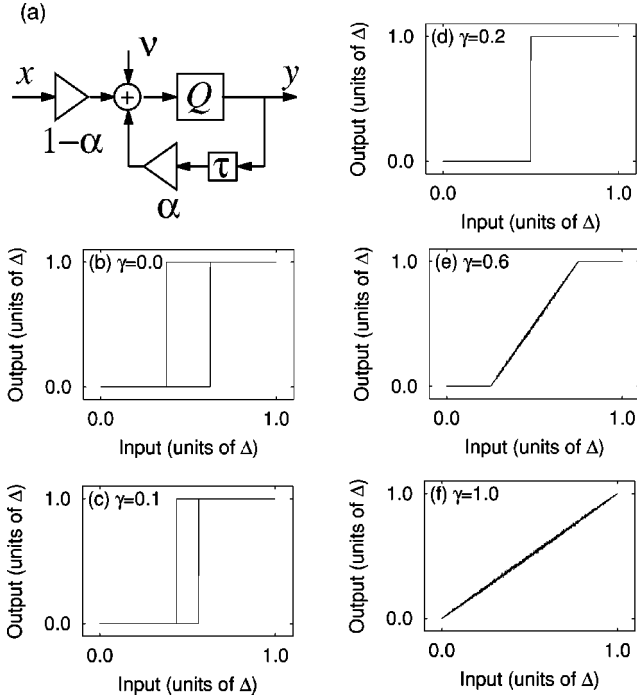 (a)
ν
x
+
Q
y
1−α
τ
α
(b) γ=0.0
Output (units of Δ)
1.0
0.0
0.0
1.0
Input (units of Δ)
(c) γ=0.1
Output (units of Δ)
1.0
0.0
0.0
1.0
Input (units of Δ)
(d) γ=0.2
Output (units of Δ)
1.0
0.0
0.0
1.0
Input (units of Δ)
(e) γ=0.6
Output (units of Δ)
1.0
0.0
0.0
1.0
Input (units of Δ)
(f) γ=1.0
Output (units of Δ)
1.0
0.0
0.0
1.0
Input (units of Δ)